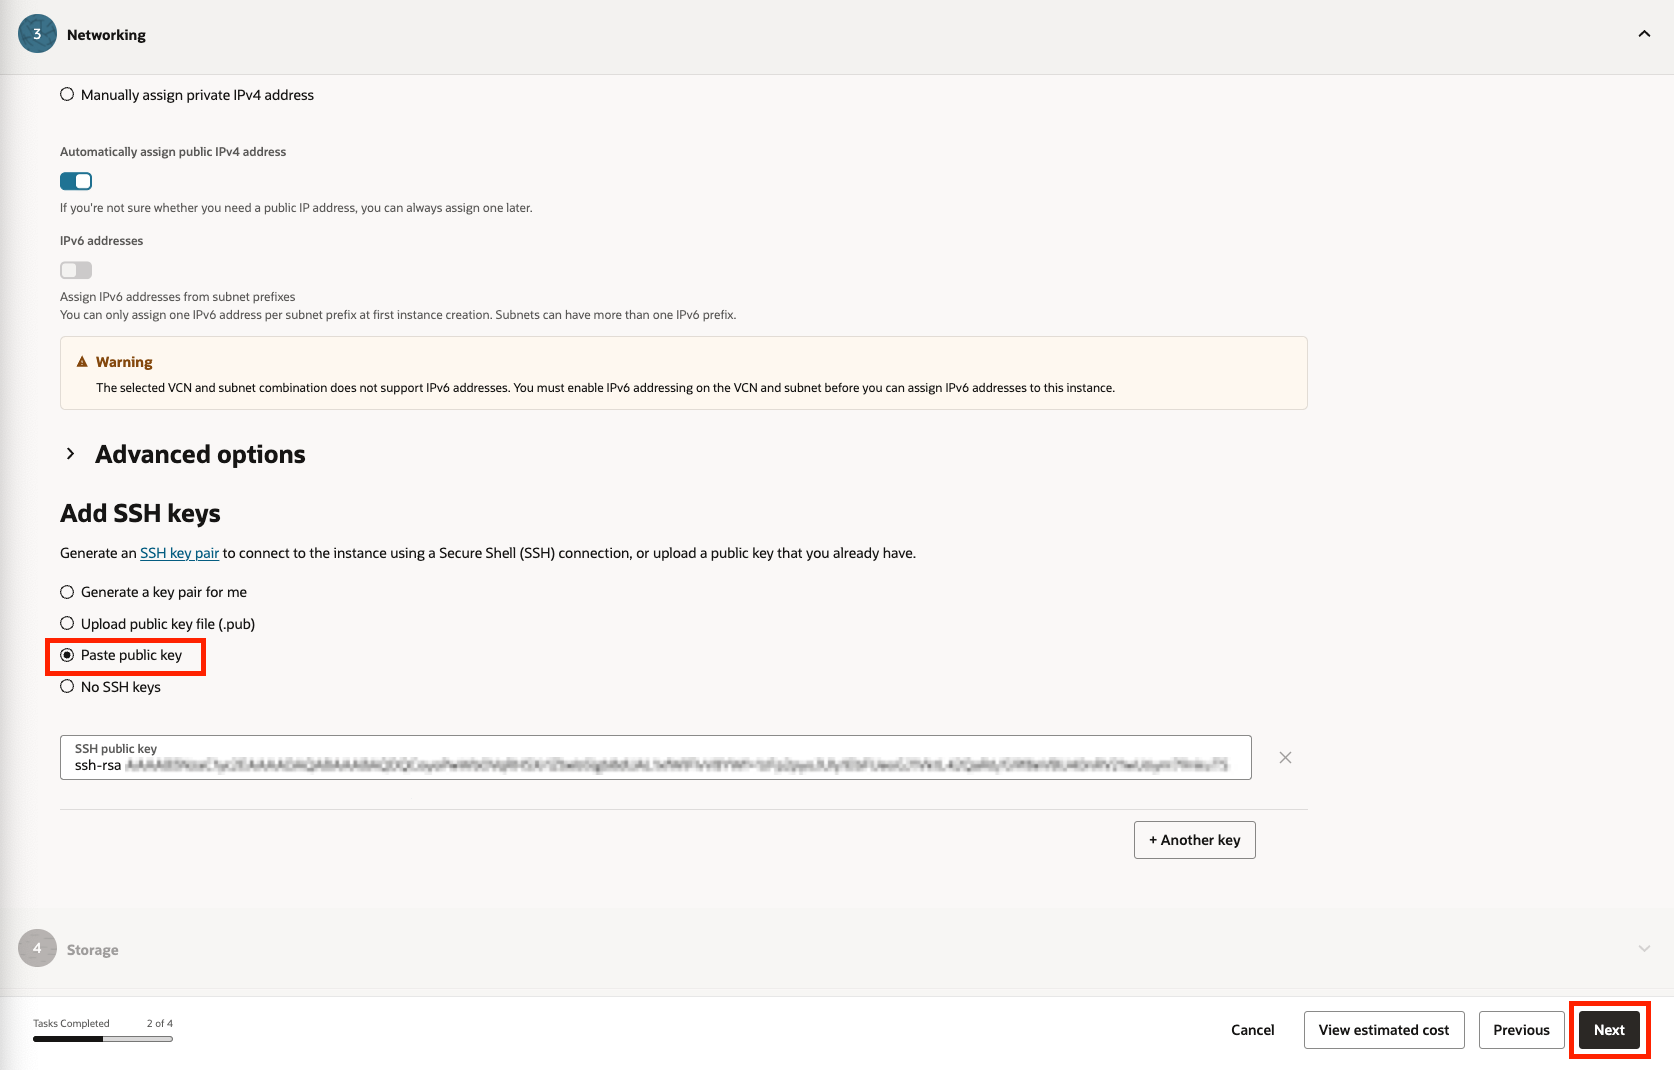 3 Networking
Manually assign private IPv4 address
Automatically assign public IPv4 address
If you're not sure whether you need a public IP address, you can always assign one later.
IPv6 addresses
Assign IPv6 addresses from subnet prefixes
You can only assign one IPv6 address per subnet prefix at first instance creation. Subnets can have more than one IPv6 prefix.
Warning
The selected VCN and subnet combination does not support IPv6 addresses. You must enable IPv6 addressing on the VCN and subnet before you can assign IPv6 addresses to this instance.
Advanced options
Add SSH keys
Generate an SSH key pair to connect to the instance using a Secure Shell (SSH) connection, or upload a public key that you already have.
Generate a key pair for me
Upload public key file (.pub)
Paste public key
No SSH keys
SSH public key
ssh-rsa
+ Another key
4 Storage
Tasks Completed 2 of 4
Cancel View estimated cost Previous Next